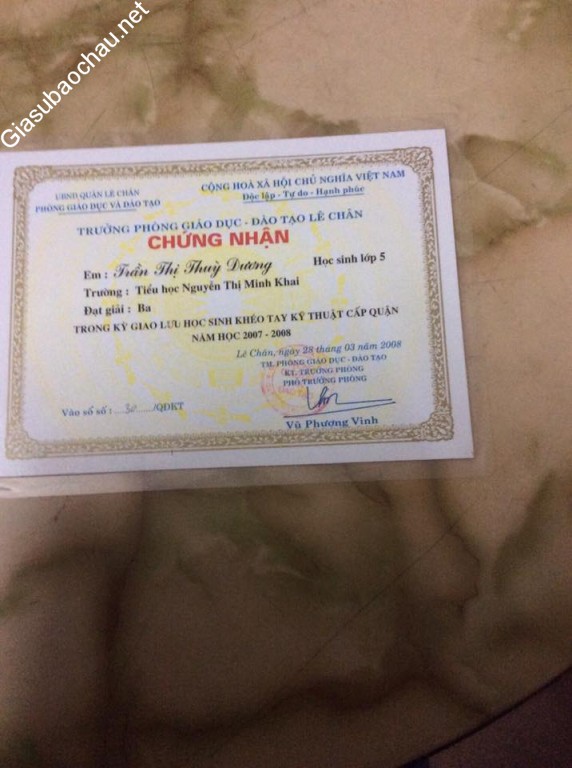 Giasubaochau.net
UBND QUẬN LÊ CHÂN
PHÒNG GIÁO DỤC VÀ ĐÀO TẠO
CỘNG HOÀ XÃ HỘI CHỦ NGHĨA VIỆT NAM
Độc lập - Tự do - Hạnh phúc
TRƯỞNG PHÒNG GIÁO DỤC - ĐÀO TẠO LÊ CHÂN
CHỨNG NHẬN
Em : Trần Thị Thuỳ Dương Học sinh lớp 5
Trường : Tiểu học Nguyễn Thị Minh Khai
Đạt giải : Ba
TRONG KỲ GIAO LƯU HỌC SINH KHÉO TAY KỸ THUẬT CẤP QUẬN
NĂM HỌC 2007 - 2008
Lê Chân, ngày 28 tháng 03 năm 2008
TM. PHÒNG GIÁO DỤC - ĐÀO TẠO
KT. TRƯỞNG PHÒNG
PHÓ TRƯỞNG PHÒNG
Vào sổ số : 30 /QĐKT
Vũ Phượng Vinh